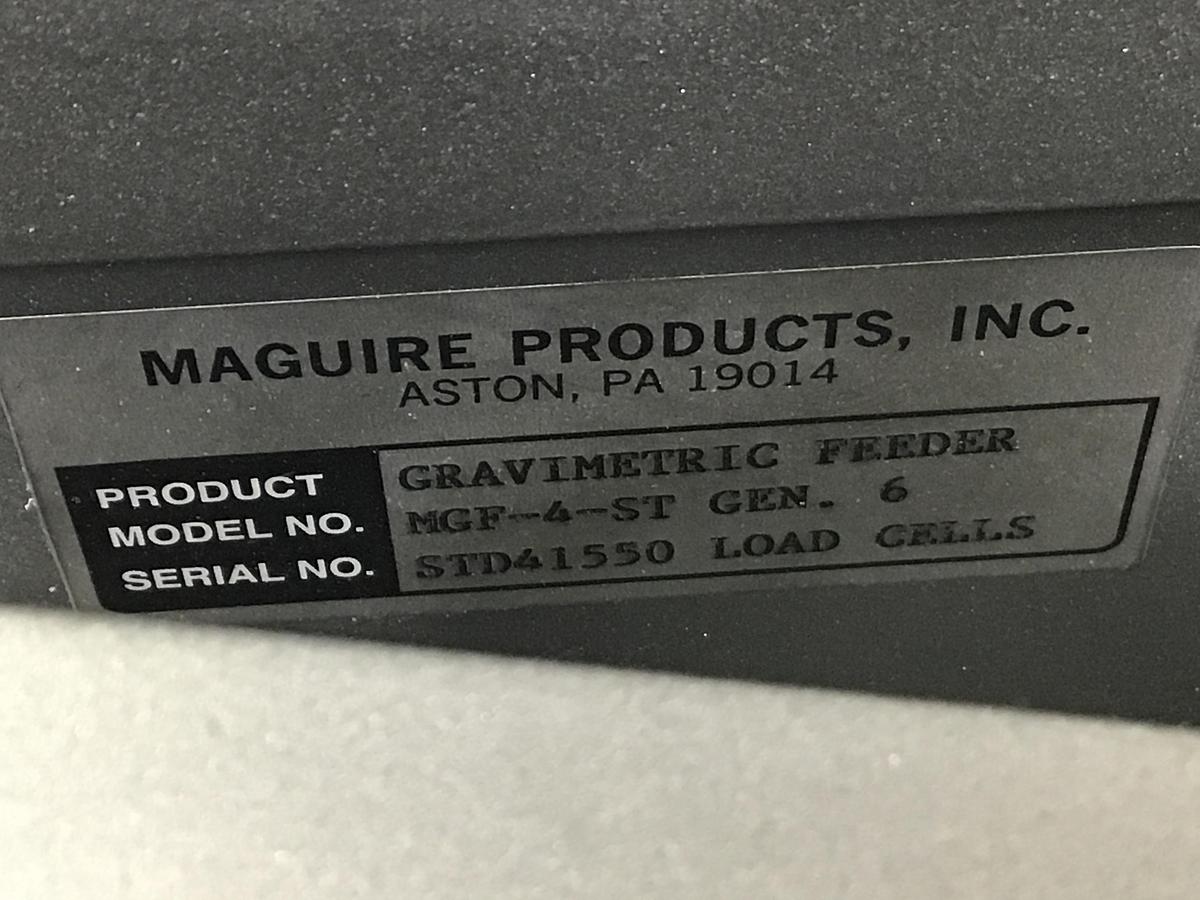 MAGUIRE PRODUCTS, INC.
ASTON, PA 19014
PRODUCT GRAVIMETRIC FEEDER
MODEL NO. MGF-4-ST GEN. 6
SERIAL NO. STD41550 LOAD CELLS